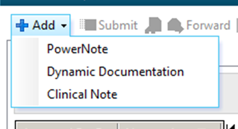 Add Submit Forward
PowerNote
Dynamic Documentation
Clinical Note